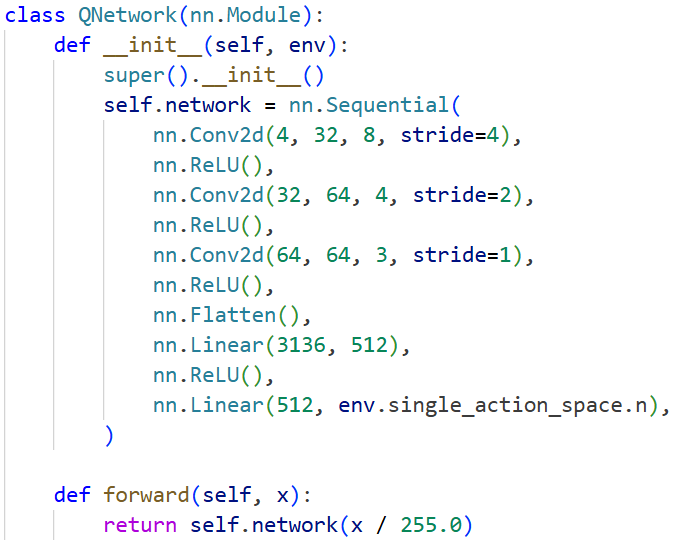 class QNetwork(nn.Module):
    def __init__(self, env):
        super().__init__()
        self.network = nn.Sequential(
            nn.Conv2d(4, 32, 8, stride=4),
            nn.ReLU(),
            nn.Conv2d(32, 64, 4, stride=2),
            nn.ReLU(),
            nn.Conv2d(64, 64, 3, stride=1),
            nn.ReLU(),
            nn.Flatten(),
            nn.Linear(3136, 512),
            nn.ReLU(),
            nn.Linear(512, env.single_action_space.n),
        )

    def forward(self, x):
        return self.network(x / 255.0)